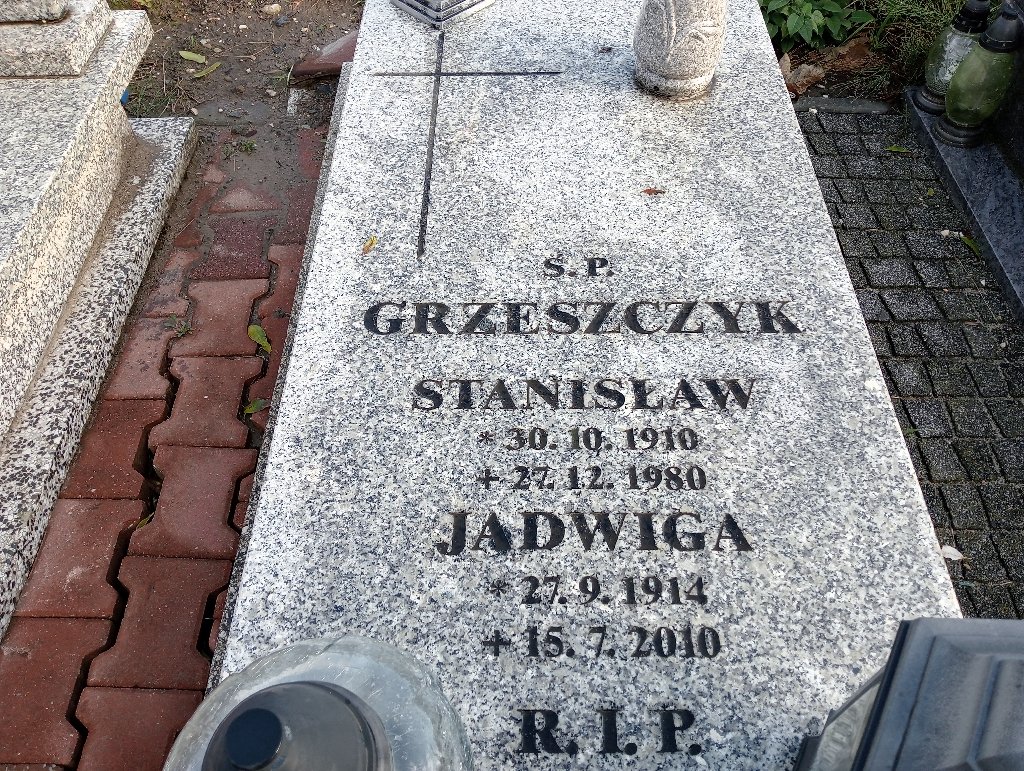 Ś. P.
GRZESZCZYK
STANISŁAW
* 30. 10. 1910
+ 27. 12. 1980
JADWIGA
* 27. 9. 1914
+ 15. 7. 2010
R. I. P.